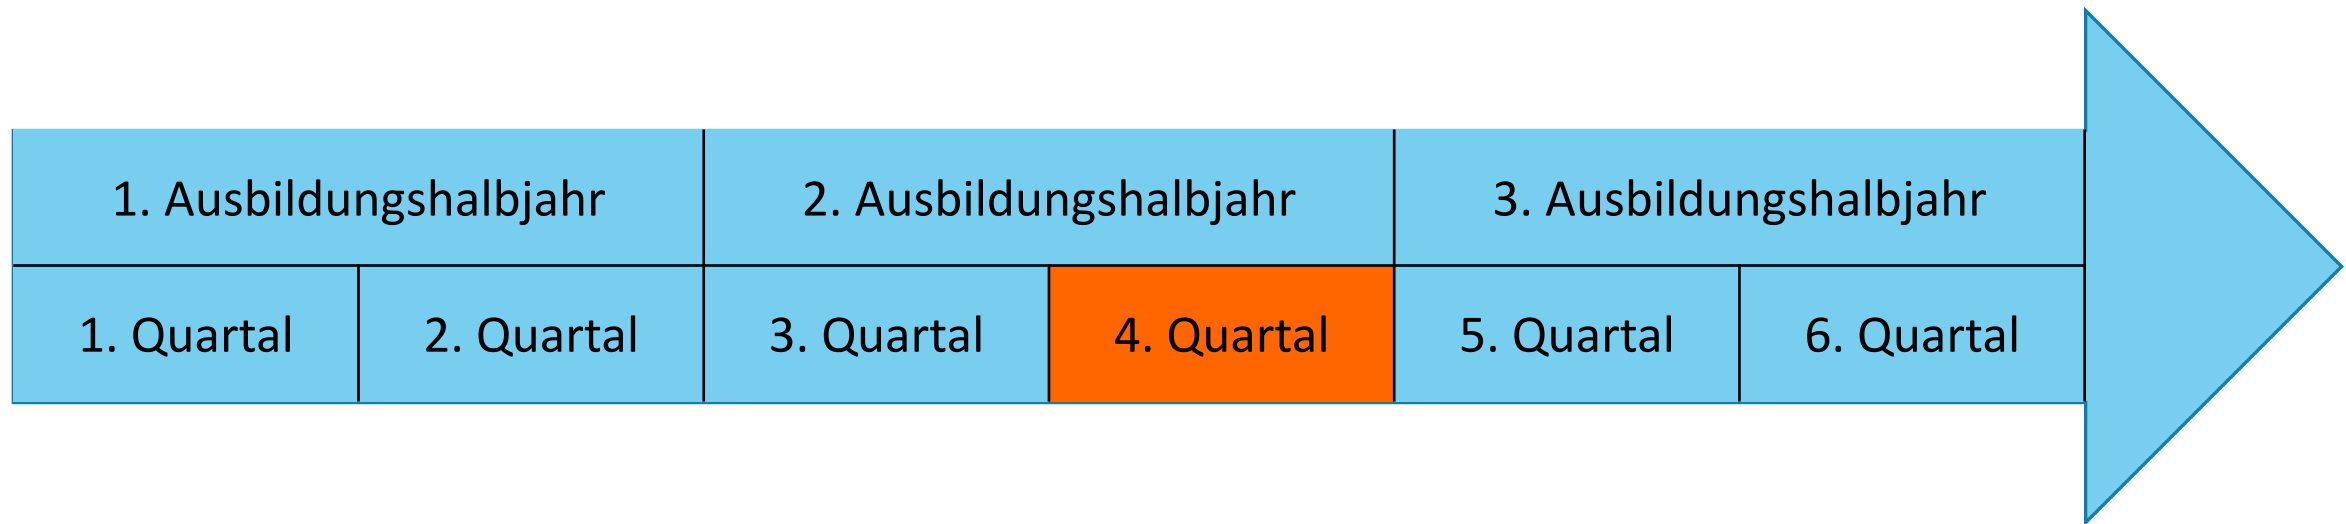 1. Ausbildungshalbjahr 2. Ausbildungshalbjahr 3. Ausbildungshalbjahr
1. Quartal 2. Quartal 3. Quartal 4. Quartal 5. Quartal 6. Quartal